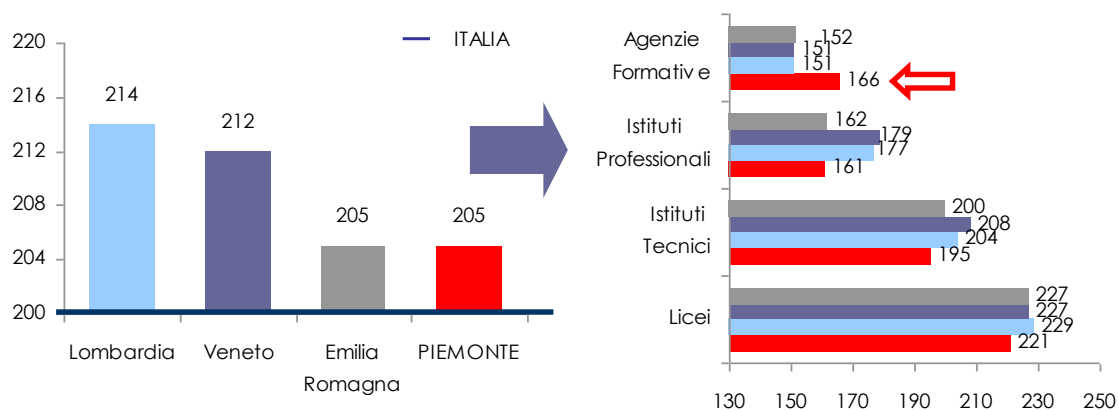 220
216
212
208
204
200
ITALIA
214
212
205
205
Lombardia
Veneto
Emilia
Romagna
PIEMONTE
Agenzie
Formative
152
151
151
166
Istituti
Professionali
162
179
177
161
Istituti
Tecnici
200
208
204
195
Licei
227
227
229
221
130
150
170
190
210
230
250